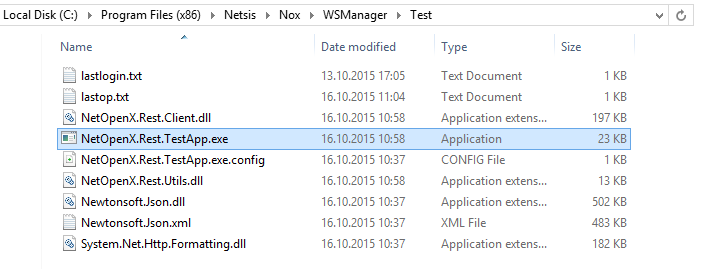 Local Disk (C:) Program Files (x86) Netsis Nox WSManager Test
Name Date modified Type Size
lastlogin.txt 13.10.2015 17:05 Text Document 1 KB
lastop.txt 16.10.2015 11:04 Text Document 1 KB
NetOpenX.Rest.Client.dll 16.10.2015 10:58 Application extens... 197 KB
NetOpenX.Rest.TestApp.exe 16.10.2015 10:58 Application 23 KB
NetOpenX.Rest.TestApp.exe.config 16.10.2015 10:37 CONFIG File 1 KB
NetOpenX.Rest.Utils.dll 16.10.2015 10:58 Application extens... 13 KB
Newtonsoft.Json.dll 16.10.2015 10:37 Application extens... 502 KB
Newtonsoft.Json.xml 16.10.2015 10:37 XML File 483 KB
System.Net.Http.Formatting.dll 16.10.2015 10:37 Application extens... 182 KB